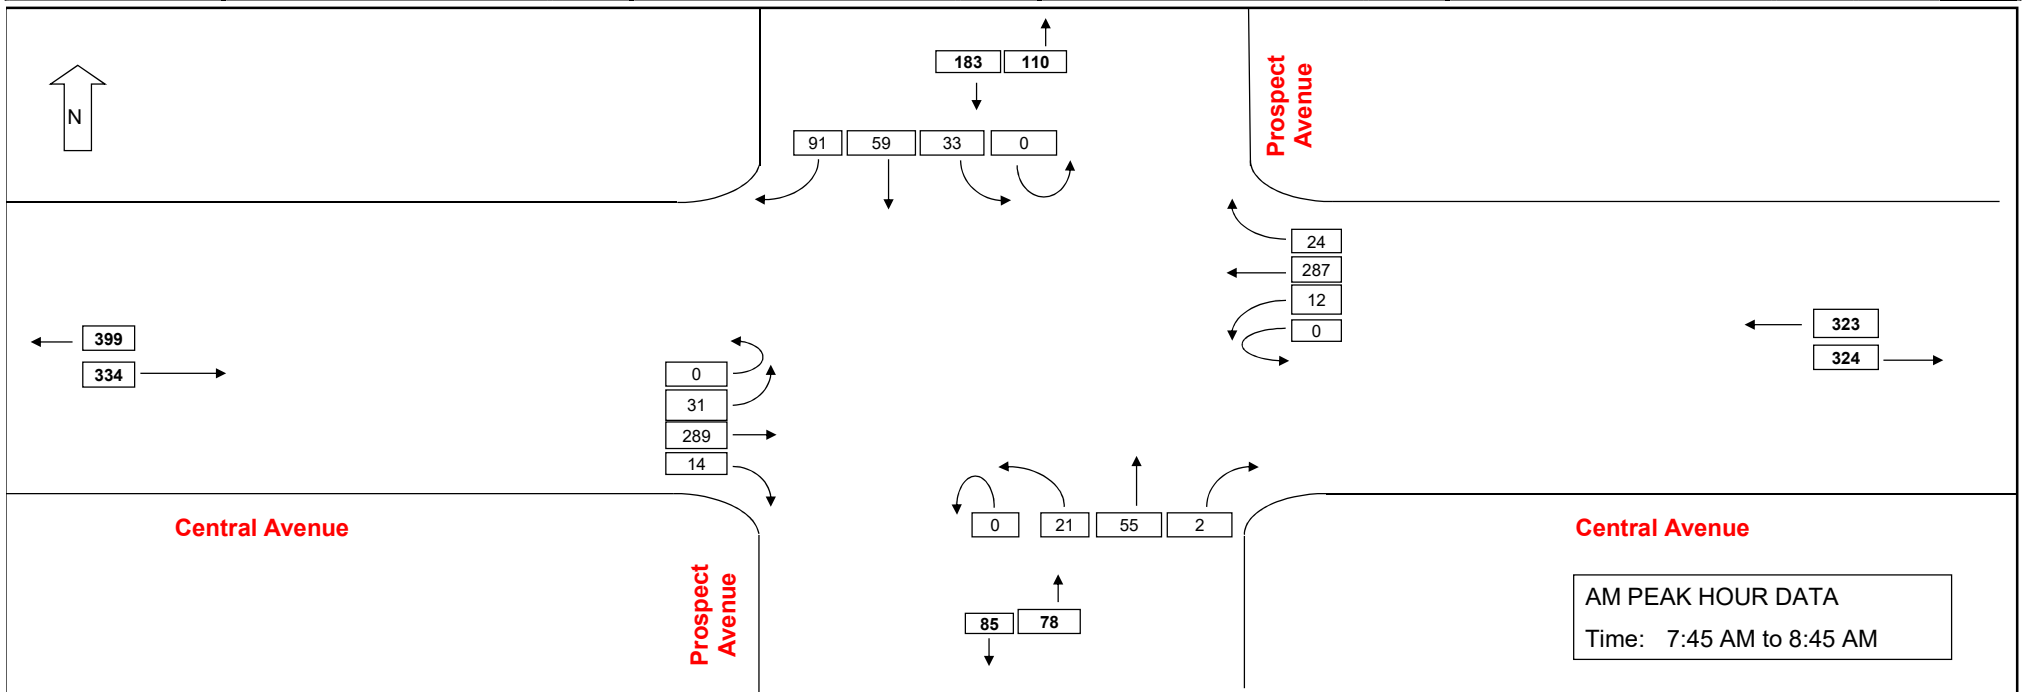 183 110
Prospect
Avenue
N
91 59 33 0
24
287
12
0
399
334
323
324
0
31
289
14
0 21 55 2
Central Avenue
Central Avenue
Prospect
Avenue
85 78
AM PEAK HOUR DATA
Time: 7:45 AM to 8:45 AM